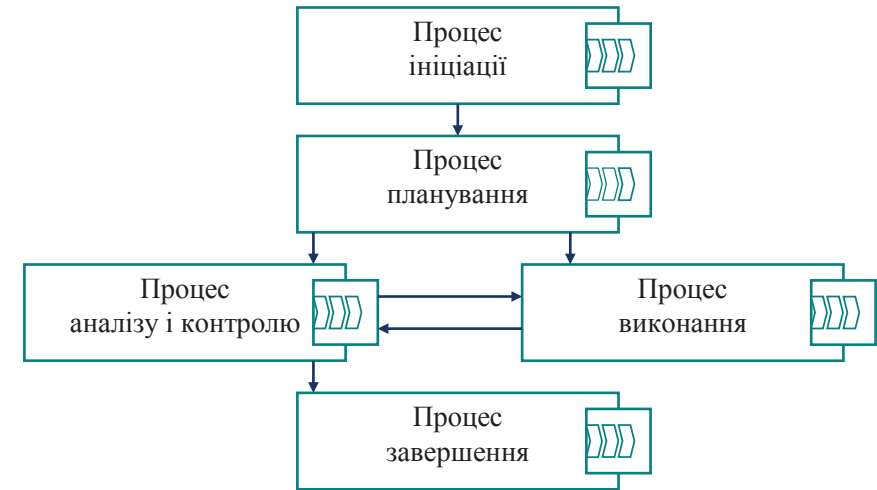 Процес
ініціації
Процес
планування
Процес
аналізу і контролю
Процес
виконання
Процес
завершення